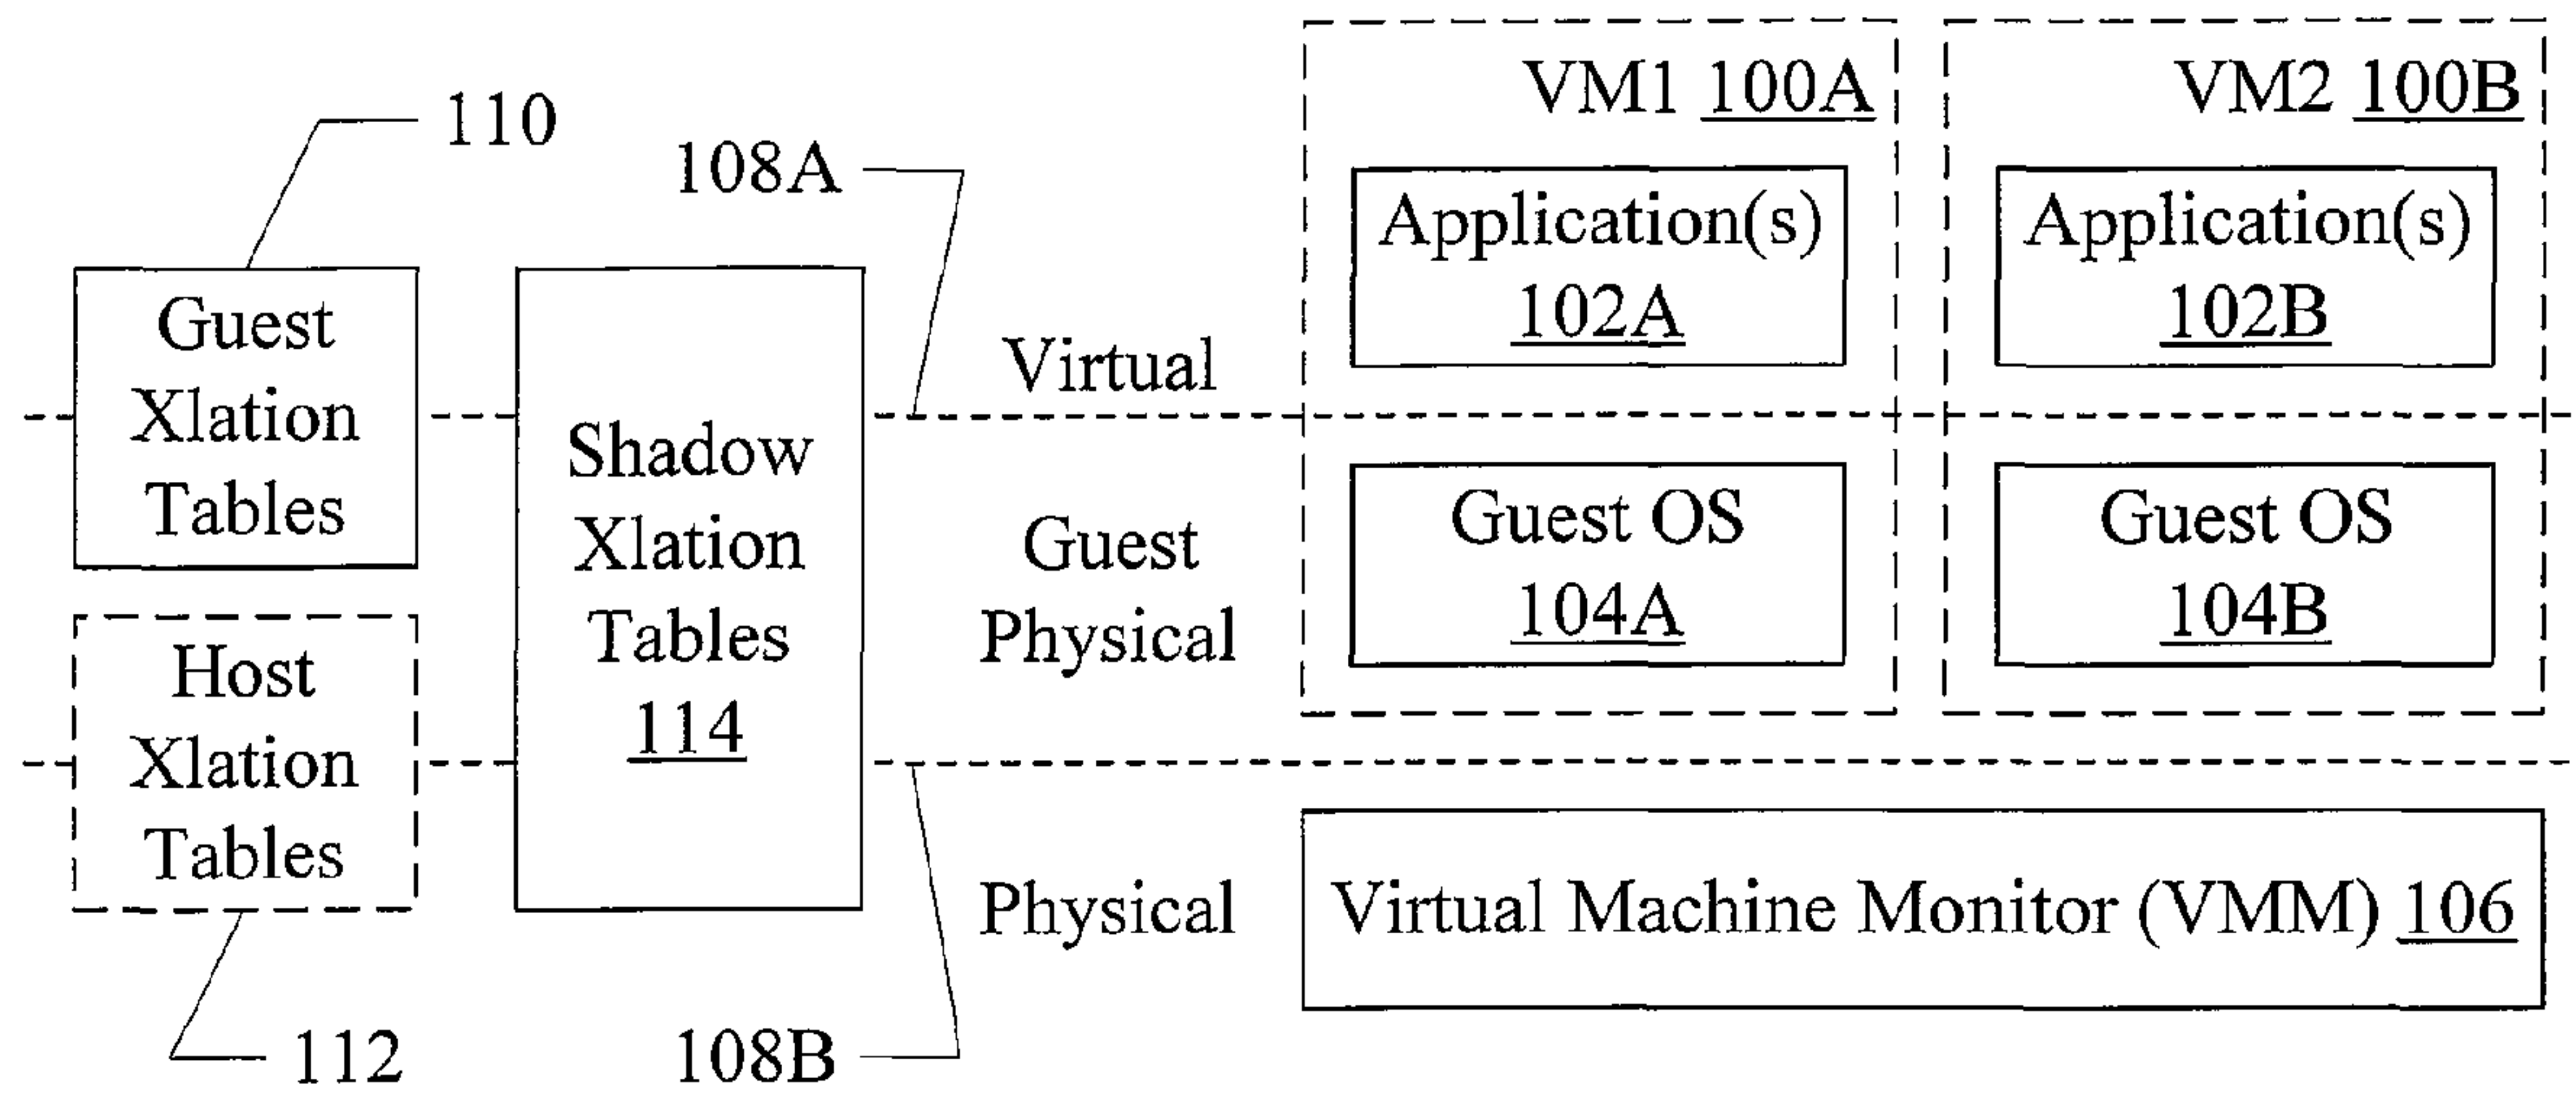 110
108A
VM1 100A
VM2 100B
Guest
Xlation
Tables
Shadow
Xlation
Tables
114
Virtual
Application(s)
102A
Application(s)
102B
Guest
Physical
Guest OS
104A
Guest OS
104B
Host
Xlation
Tables
Physical
Virtual Machine Monitor (VMM) 106
112
108B